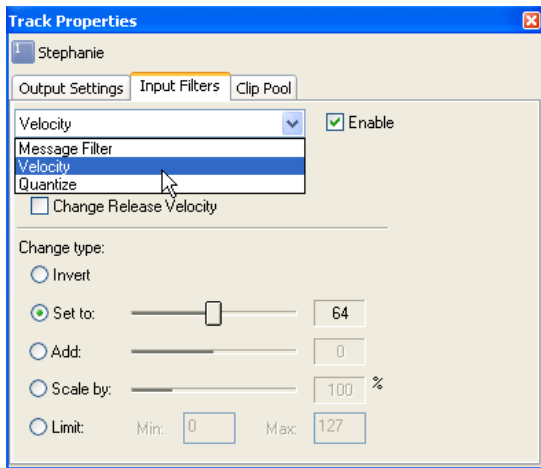 Track Properties
1 Stephanie
Output Settings Input Filters Clip Pool
Velocity Enable
Message Filter
Velocity
Quantize
Change Release Velocity
Change type:
Invert
Set to: 64
Add: 0
Scale by: 100 %
Limit: Min: 0 Max: 127